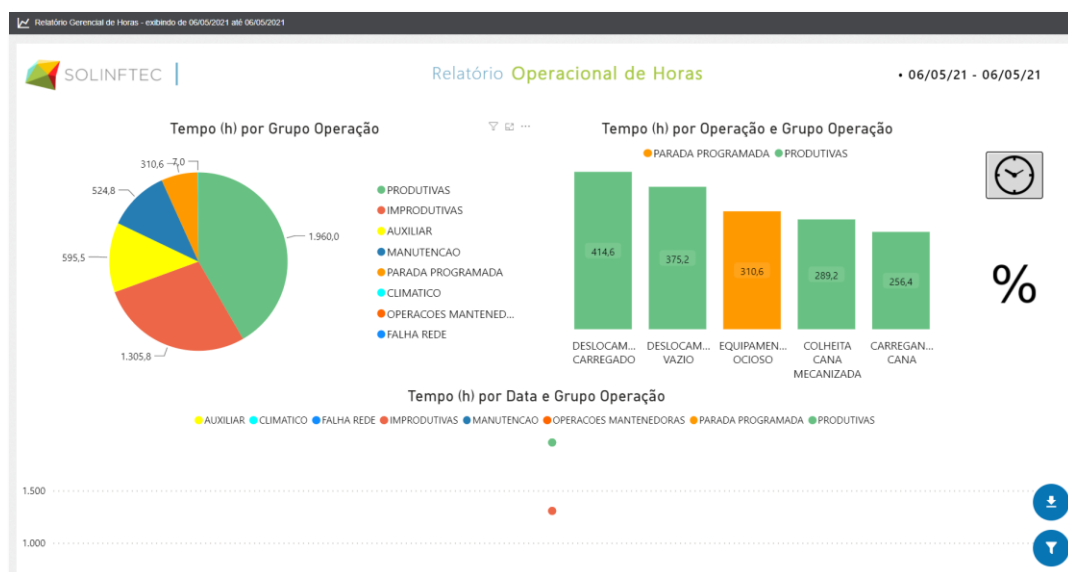 Relatório Gerencial de Horas - exibindo de 06/05/2021 até 06/05/2021
SOLINFTEC
Relatório Operacional de Horas
• 06/05/21 - 06/05/21
Tempo (h) por Grupo Operação
310,6
7,0
524,8
595,5
1.960,0
1.305,8
PRODUTIVAS
IMPRODUTIVAS
AUXILIAR
MANUTENCAO
PARADA PROGRAMADA
CLIMATICO
OPERACOES MANTENED...
FALHA REDE
Tempo (h) por Operação e Grupo Operação
PARADA PROGRAMADA PRODUTIVAS
414,6
375,2
310,6
289,2
256,4
DESLOCAM...
CARREGADO
DESLOCAM...
VAZIO
EQUIPAMEN...
OCIOSO
COLHEITA
CANA
MECANIZADA
CARREGAN...
CANA
%
Tempo (h) por Data e Grupo Operação
AUXILIAR CLIMATICO FALHA REDE IMPRODUTIVAS MANUTENCAO OPERACOES MANTENEDORAS PARADA PROGRAMADA PRODUTIVAS
1.500
1.000